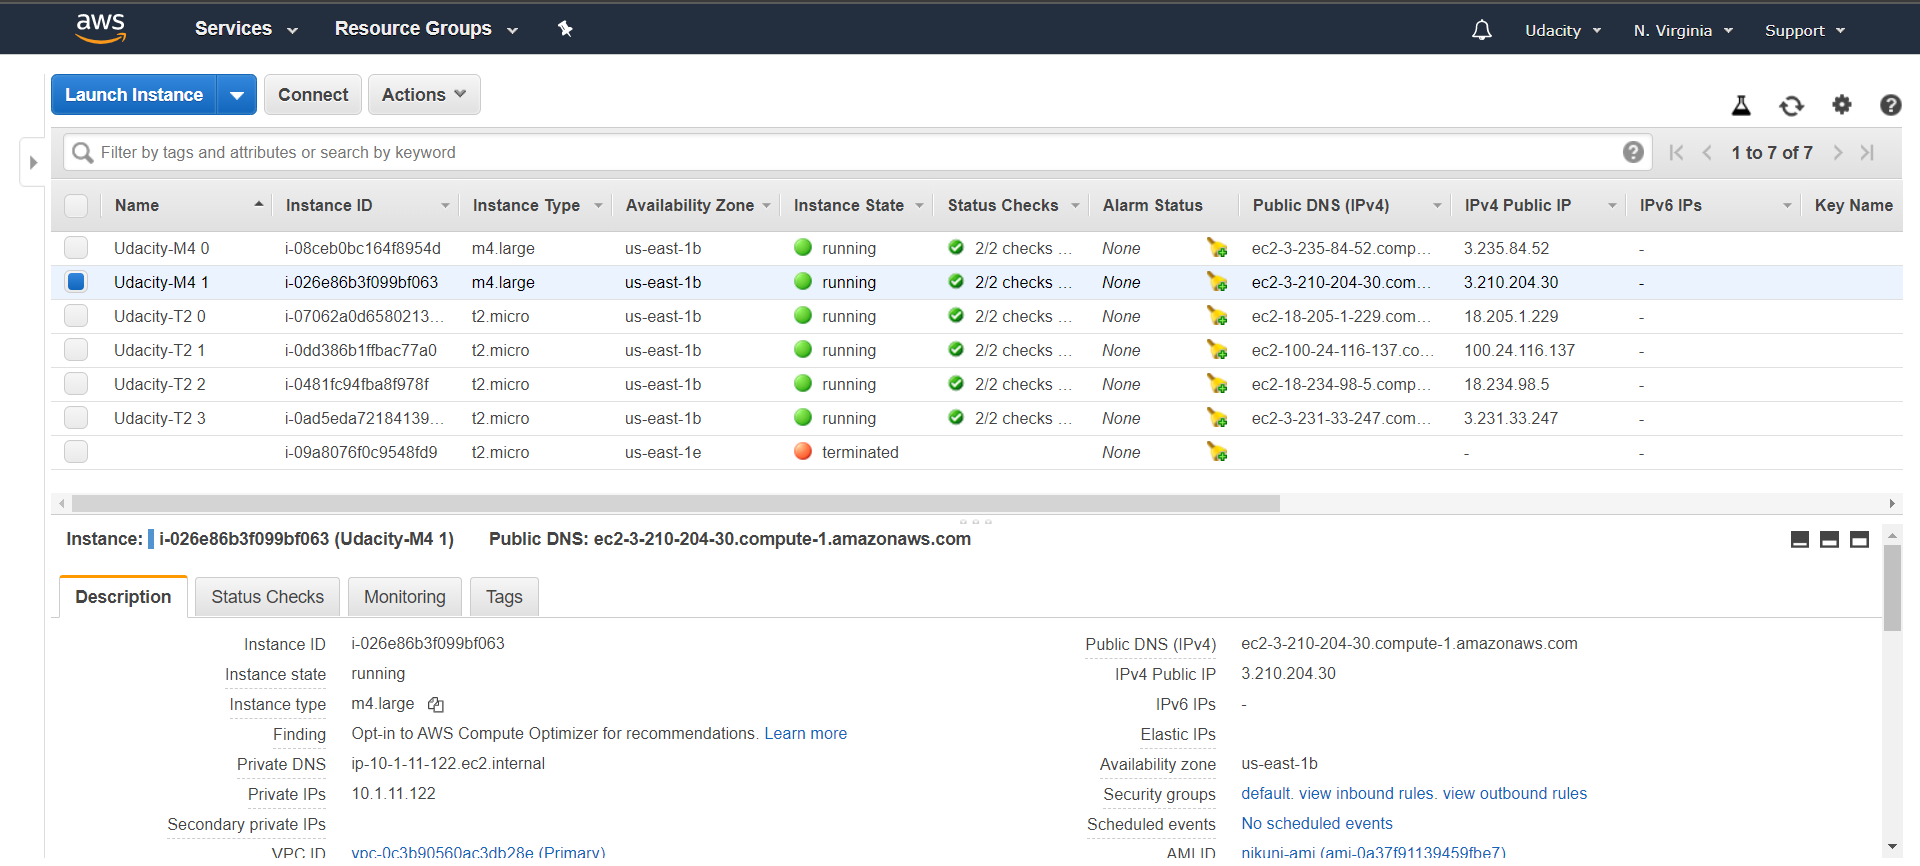 aws Services Resource Groups Udacity N. Virginia Support
Launch Instance Connect Actions
Filter by tags and attributes or search by keyword 1 to 7 of 7
Name Instance ID Instance Type Availability Zone Instance State Status Checks Alarm Status Public DNS (IPv4) IPv4 Public IP IPv6 IPs Key Name
Udacity-M4 0 i-08ceb0bc164f8954d m4.large us-east-1b running 2/2 checks ... None ec2-3-235-84-52.comp... 3.235.84.52 -
Udacity-M4 1 i-026e86b3f099bf063 m4.large us-east-1b running 2/2 checks ... None ec2-3-210-204-30.com... 3.210.204.30 -
Udacity-T2 0 i-07062a0d6580213... t2.micro us-east-1b running 2/2 checks ... None ec2-18-205-1-229.com... 18.205.1.229 -
Udacity-T2 1 i-0dd386b1ffbac77a0 t2.micro us-east-1b running 2/2 checks ... None ec2-100-24-116-137.co... 100.24.116.137 -
Udacity-T2 2 i-0481fc94fba8f978f t2.micro us-east-1b running 2/2 checks ... None ec2-18-234-98-5.comp... 18.234.98.5 -
Udacity-T2 3 i-0ad5eda72184139... t2.micro us-east-1b running 2/2 checks ... None ec2-3-231-33-247.com... 3.231.33.247 -
i-09a8076f0c9548fd9 t2.micro us-east-1e terminated None - -
Instance: i-026e86b3f099bf063 (Udacity-M4 1) Public DNS: ec2-3-210-204-30.compute-1.amazonaws.com
Description Status Checks Monitoring Tags
Instance ID i-026e86b3f099bf063 Public DNS (IPv4) ec2-3-210-204-30.compute-1.amazonaws.com
Instance state running IPv4 Public IP 3.210.204.30
Instance type m4.large IPv6 IPs -
Finding Opt-in to AWS Compute Optimizer for recommendations. Learn more Elastic IPs
Private DNS ip-10-1-11-122.ec2.internal Availability zone us-east-1b
Private IPs 10.1.11.122 Security groups default. view inbound rules. view outbound rules
Secondary private IPs Scheduled events No scheduled events
VPC ID vpc-0c3b90560ac3db28e (Primary) AMI ID nikuni-ami (ami-0a37f91139459fbe7)